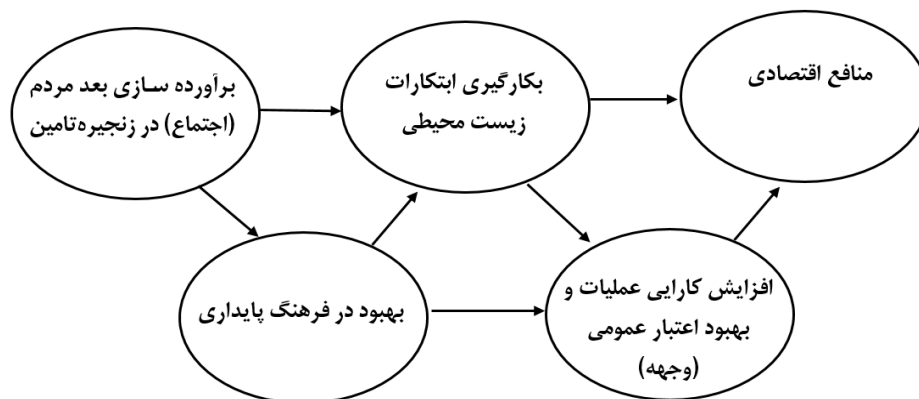 برآورده سازی بعد مردم
(اجتماع) در زنجیره‌تامین
بکارگیری ابتکارات
زیست محیطی
منافع اقتصادی
بهبود در فرهنگ پایداری
افزایش کارایی عملیات و
بهبود اعتبار عمومی
(وجهه)